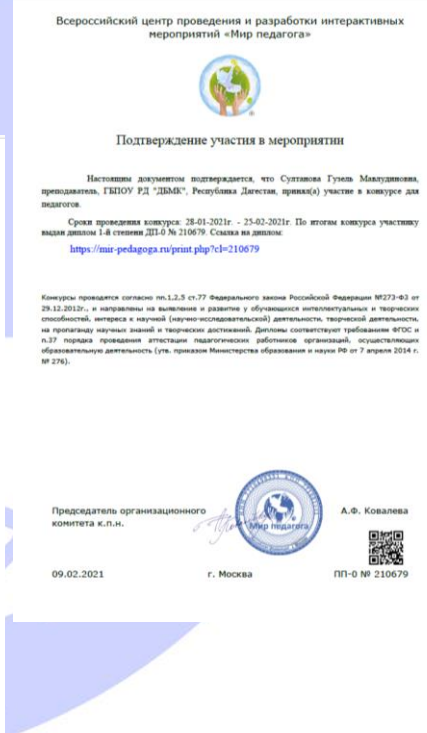 Всероссийский центр проведения и разработки интерактивных
мероприятий «Мир педагога»
Подтверждение участия в мероприятии
Настоящим документом подтверждается, что Султанова Гузель Мавлудиновна,
преподаватель, ГБПОУ РД "ДБМК", Республика Дагестан, принял(а) участие в конкурсе для
педагогов.
Сроки проведения конкурса: 28-01-2021г. - 25-02-2021г. По итогам конкурса участнику
выдан диплом 1-й степени ДП-0 № 210679. Ссылка на диплом:
https://mir-pedagoga.ru/print.php?cl=210679
Конкурсы проводятся согласно пп.1,2,5 ст.77 Федерального закона Российской Федерации №273-ФЗ от
29.12.2012г., и направлены на выявление и развитие у обучающихся интеллектуальных и творческих
способностей, интереса к научной (научно-исследовательской) деятельности, творческой деятельности,
на пропаганду научных знаний и творческих достижений. Дипломы соответствуют требованиям ФГОС и
п.37 порядка проведения аттестации педагогических работников организаций, осуществляющих
образовательную деятельность (утв. приказом Министерства образования и науки РФ от 7 апреля 2014 г.
№ 276).
Председатель организационного
комитета к.п.н.
Мир педагога
А.Ф. Ковалева
09.02.2021
г. Москва
ПП-0 № 210679